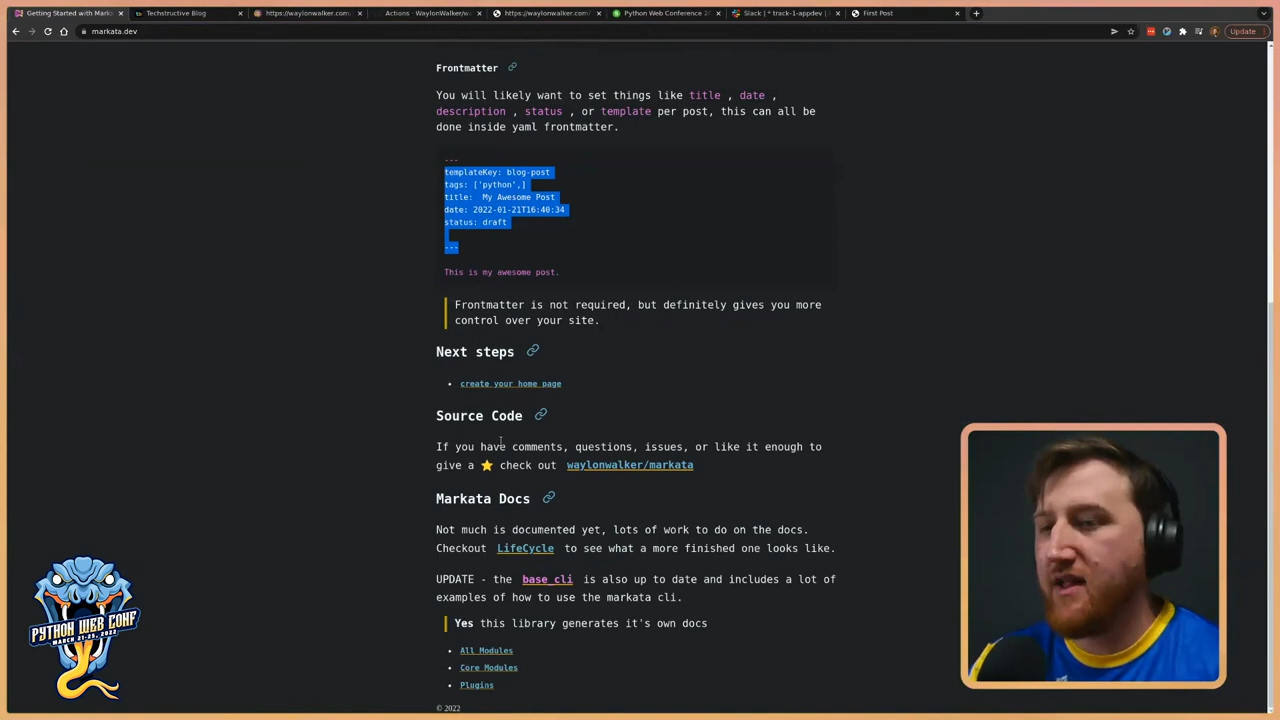 Getting Started with Mark
Techstructive Blog
https://waylonwalker.com
Actions · WaylonWalker/w
https://waylonwalker.com/
Python Web Conference 2
Slack | * track-1-appdev |
First Post
markata.dev
Update
Frontmatter
You will likely want to set things like title , date ,
description , status , or template per post, this can all be
done inside yaml frontmatter.
---
templateKey: blog-post
tags: ['python',]
title:  My Awesome Post
date: 2022-01-21T16:40:34
status: draft
---
This is my awesome post.
Frontmatter is not required, but definitely gives you more
control over your site.
Next steps
• create your home page
Source Code
If you have comments, questions, issues, or like it enough to
give a ⭐ check out waylonwalker/markata
Markata Docs
Not much is documented yet, lots of work to do on the docs.
Checkout LifeCycle to see what a more finished one looks like.
UPDATE - the base_cli is also up to date and includes a lot of
examples of how to use the markata cli.
Yes this library generates it's own docs
• All Modules
• Core Modules
• Plugins
© 2022
PYTHON WEB CONF
MARCH 21-25, 2022